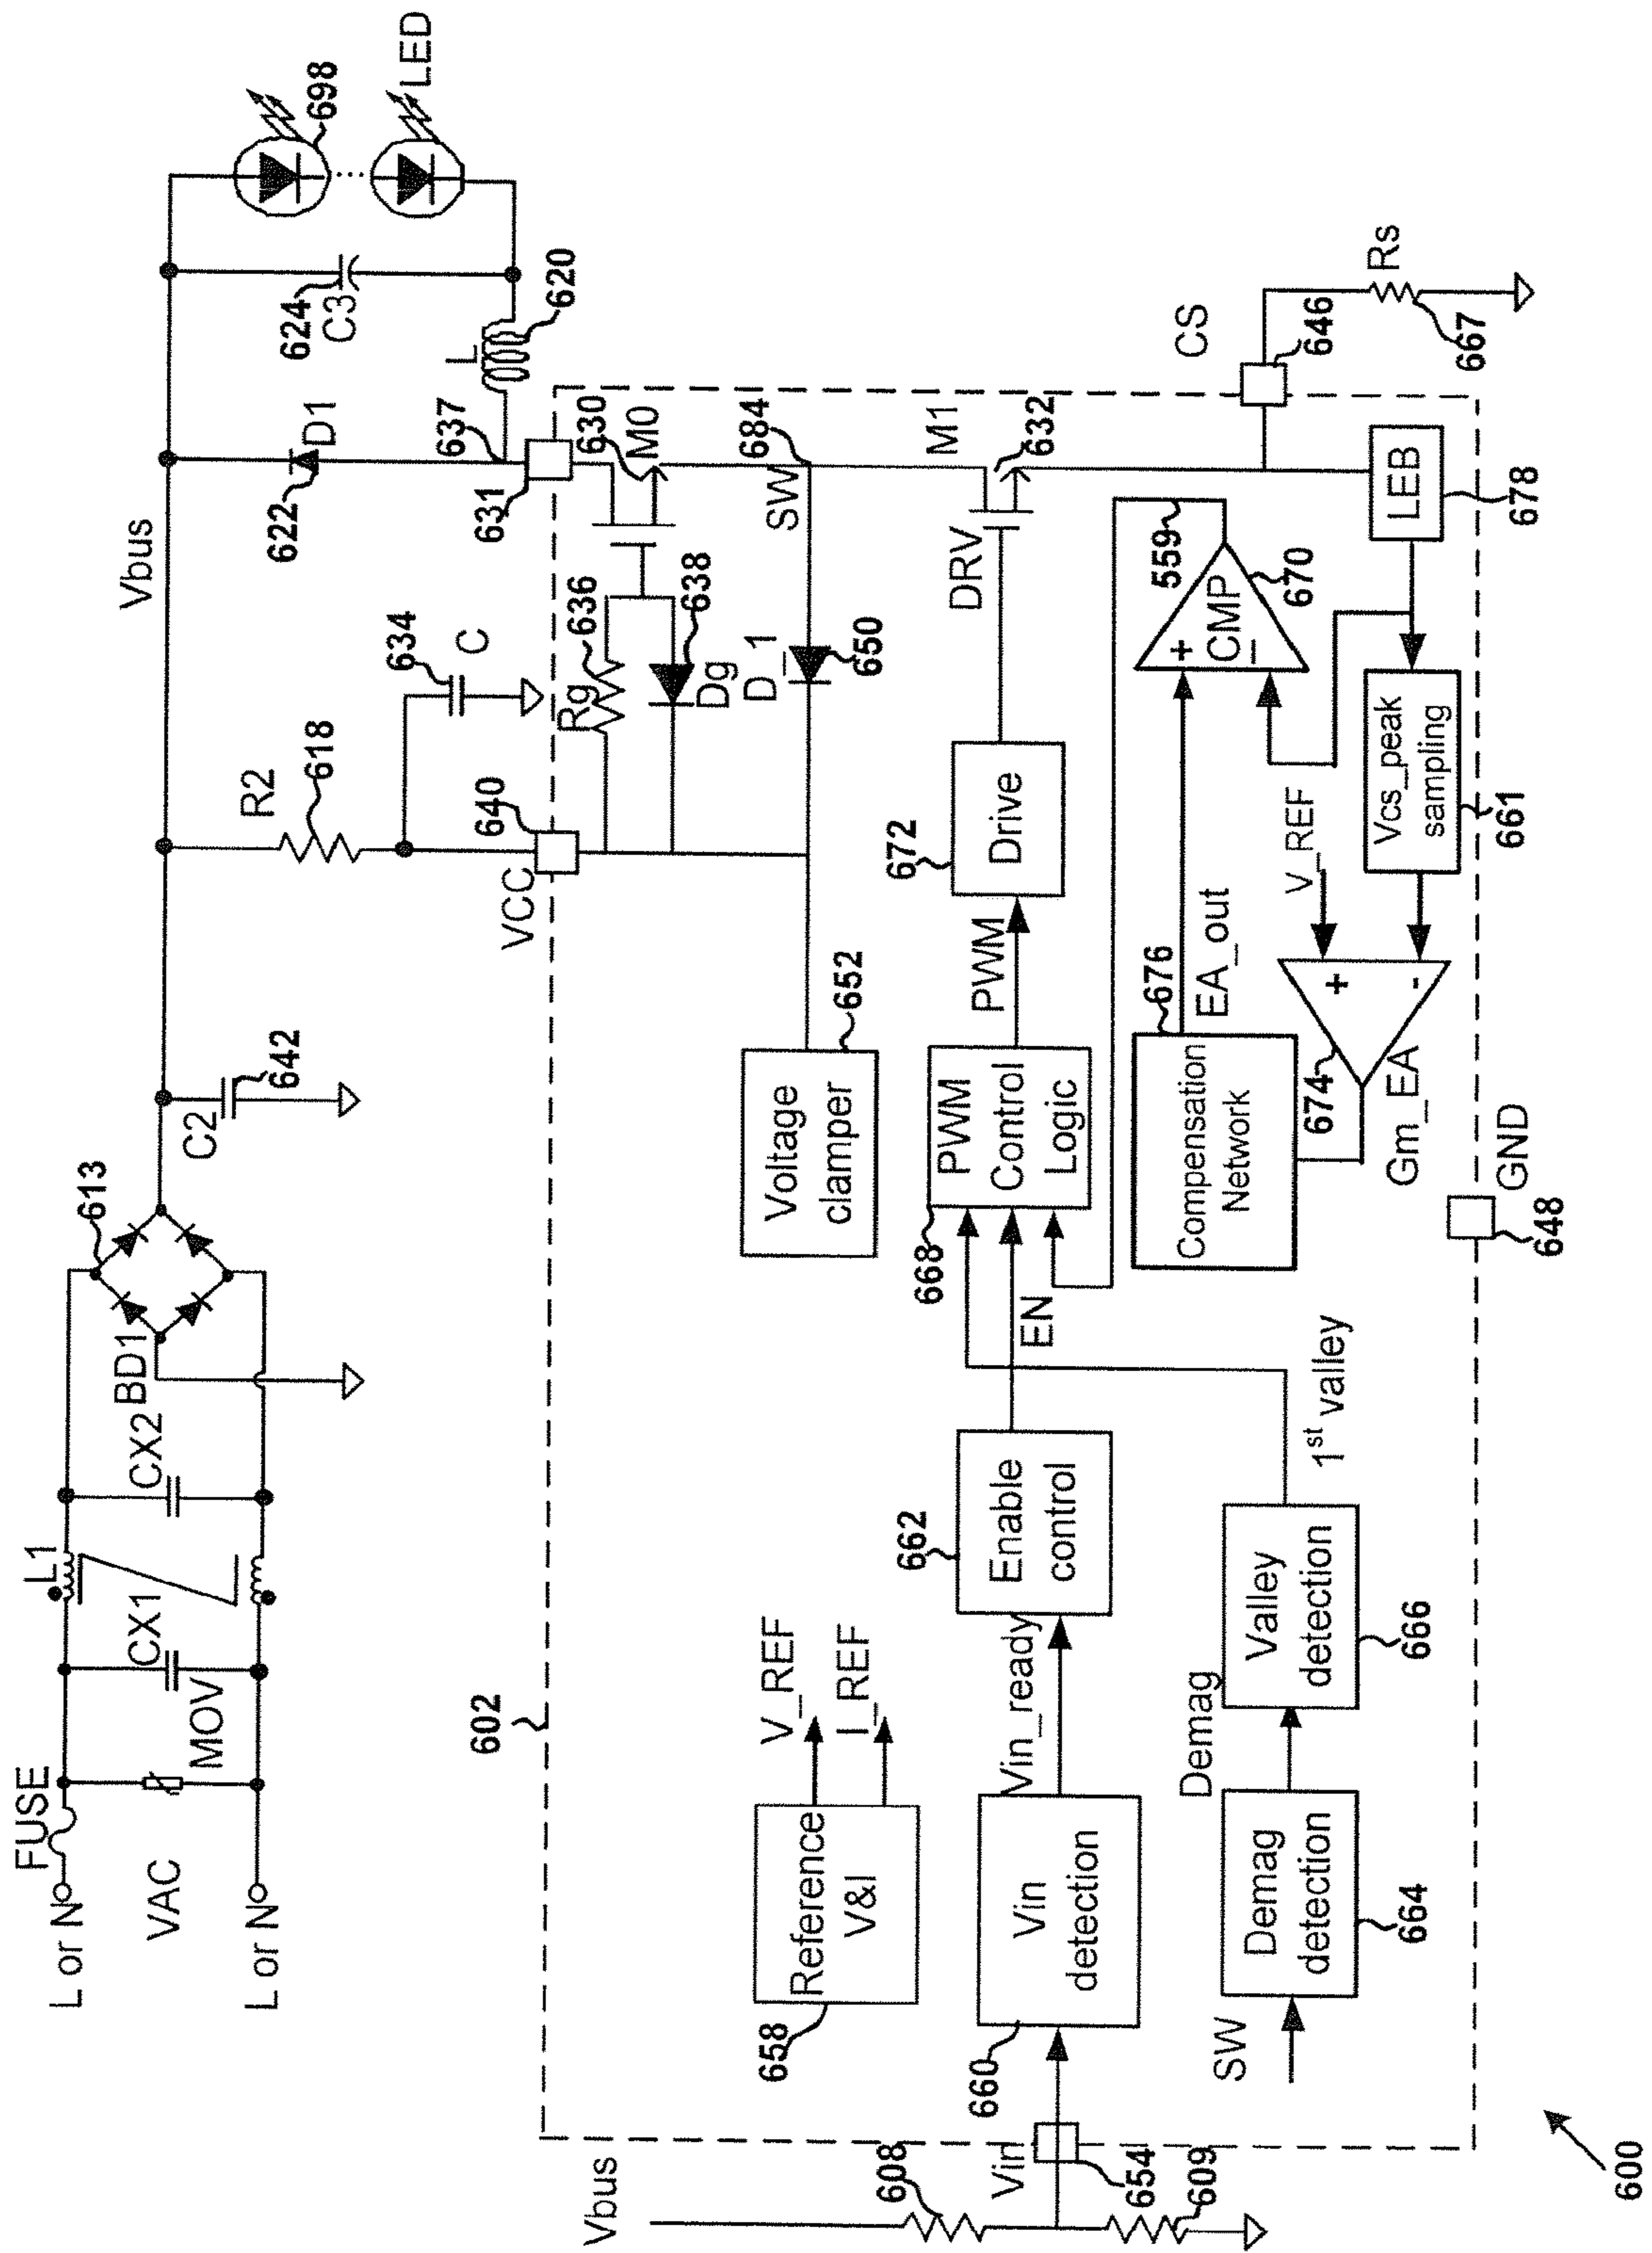 FUSE
L or N
VAC
L or N
MOV
CX1
L1
CX2
BD1
613
C2
642
Vbus
R2
618
634
C
622
D1
624
C3
L
620
698
LED
637
631
VCC
640
Rg
636
638
Dg
630
M0
684
SW
D_1
650
602
Voltage
clamper
652
V_REF
I_REF
Reference
V&I
658
Vbus
608
Vin
654
609
660
Vin
detection
Vin_ready
662
Enable
control
EN
668
PWM
Control
Logic
PWM
672
Drive
DRV
M1
632
CS
646
Rs
667
SW
Demag
detection
664
Demag
Valley
detection
666
1st valley
Compensation
Network
676
EA_out
674
Gm_EA
+
-
V_REF
Vcs_peak
sampling
661
+
CMP
–
559
670
LEB
678
GND
648
600